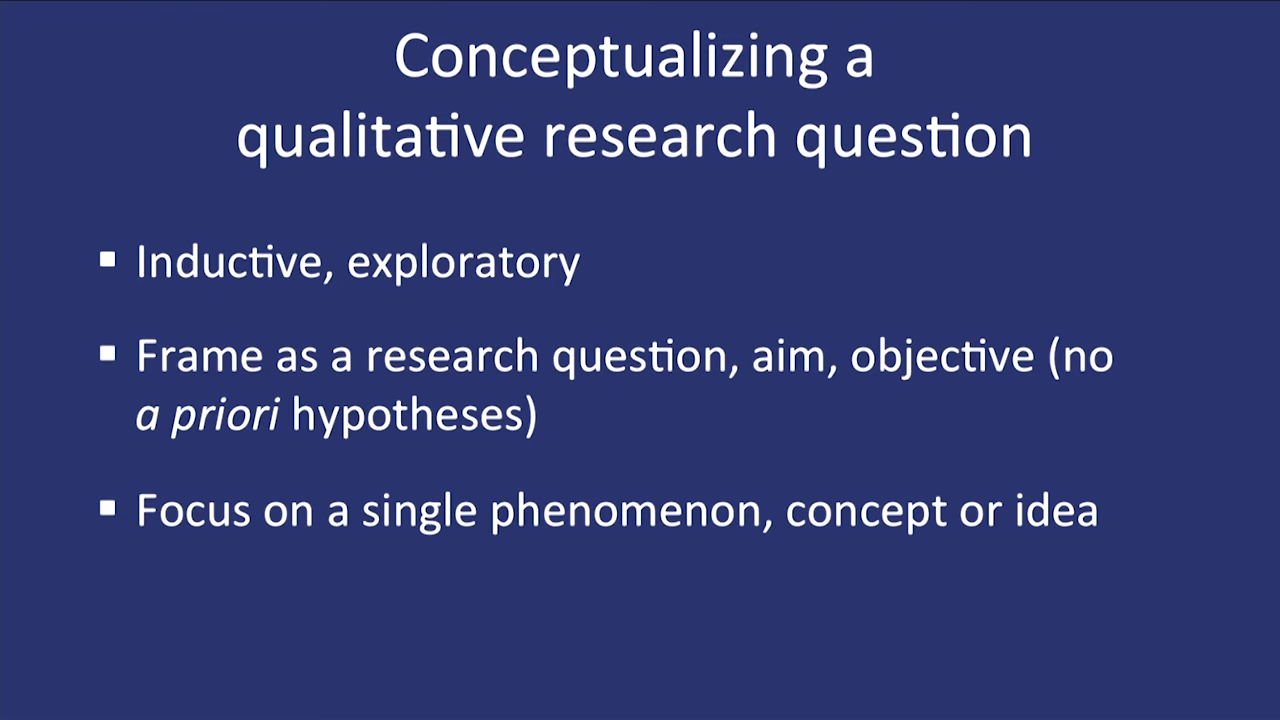 Conceptualizing a
qualitative research question
▪ Inductive, exploratory
▪ Frame as a research question, aim, objective (no
a priori hypotheses)
▪ Focus on a single phenomenon, concept or idea